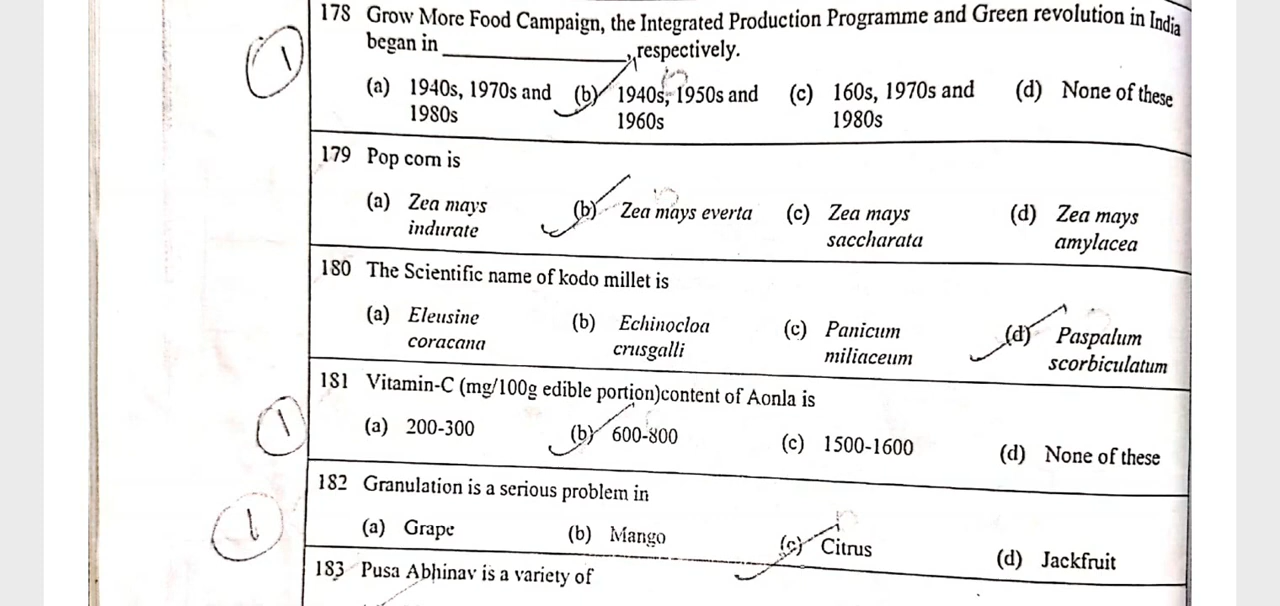 178 Grow More Food Campaign, the Integrated Production Programme and Green revolution in India
began in ____________, respectively.
(a) 1940s, 1970s and (b) 1940s, 1950s and (c) 160s, 1970s and (d) None of these
1980s 1960s 1980s
179 Pop corn is
(a) Zea mays (b) Zea mays everta (c) Zea mays (d) Zea mays
indurate saccharata amylacea
180 The Scientific name of kodo millet is
(a) Eleusine (b) Echinocloa (c) Panicum (d) Paspalum
coracana crusgalli miliaceum scorbiculatum
1
181 Vitamin-C (mg/100g edible portion)content of Aonla is
(a) 200-300 (b) 600-800 (c) 1500-1600 (d) None of these
1
182 Granulation is a serious problem in
(a) Grape (b) Mango (c) Citrus (d) Jackfruit
1
183 Pusa Abhinav is a variety of